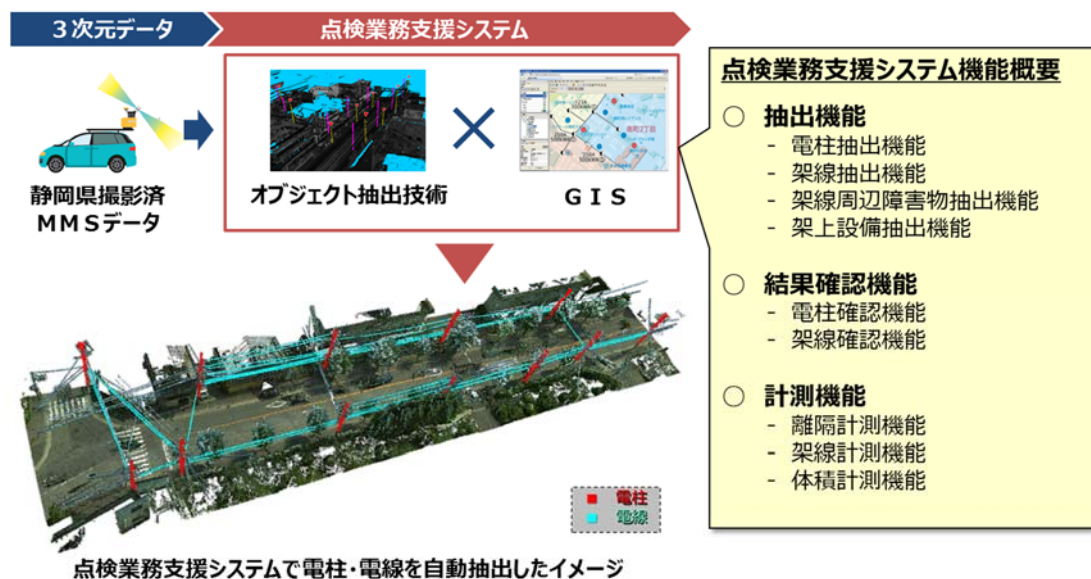 ３次元データ
点検業務支援システム
静岡県撮影済
ＭＭＳデータ
オブジェクト抽出技術
ＧＩＳ
点検業務支援システム機能概要
○ 抽出機能
- 電柱抽出機能
- 架線抽出機能
- 架線周辺障害物抽出機能
- 架上設備抽出機能
○ 結果確認機能
- 電柱確認機能
- 架線確認機能
○ 計測機能
- 離隔計測機能
- 架線計測機能
- 体積計測機能
■ 電柱
■ 電線
点検業務支援システムで電柱・電線を自動抽出したイメージ